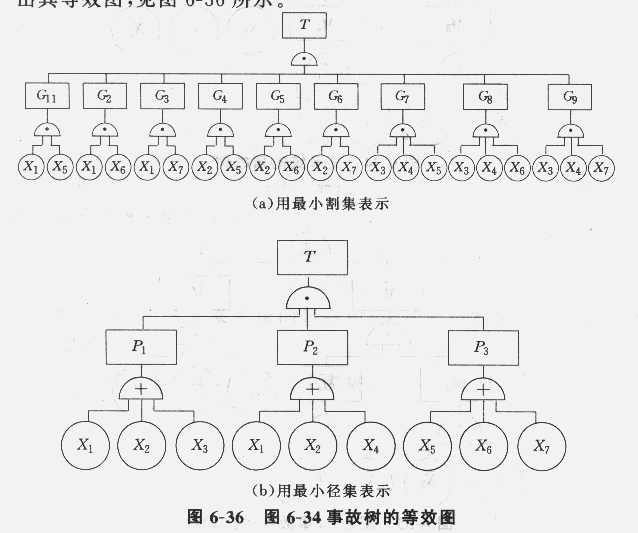 出其等效图,见图 6-36 所示。
T
·
G11 G2 G3 G4 G5 G6 G7 G8 G9
· · · · · · · · ·
X1 X5 X1 X6 X1 X7 X2 X5 X2 X6 X2 X7 X3 X4 X5 X3 X4 X6 X3 X4 X7
(a)用最小割集表示
T
·
P1 P2 P3
+ + +
X1 X2 X3 X1 X2 X4 X5 X6 X7
(b)用最小径集表示
图 6-36 图 6-34 事故树的等效图